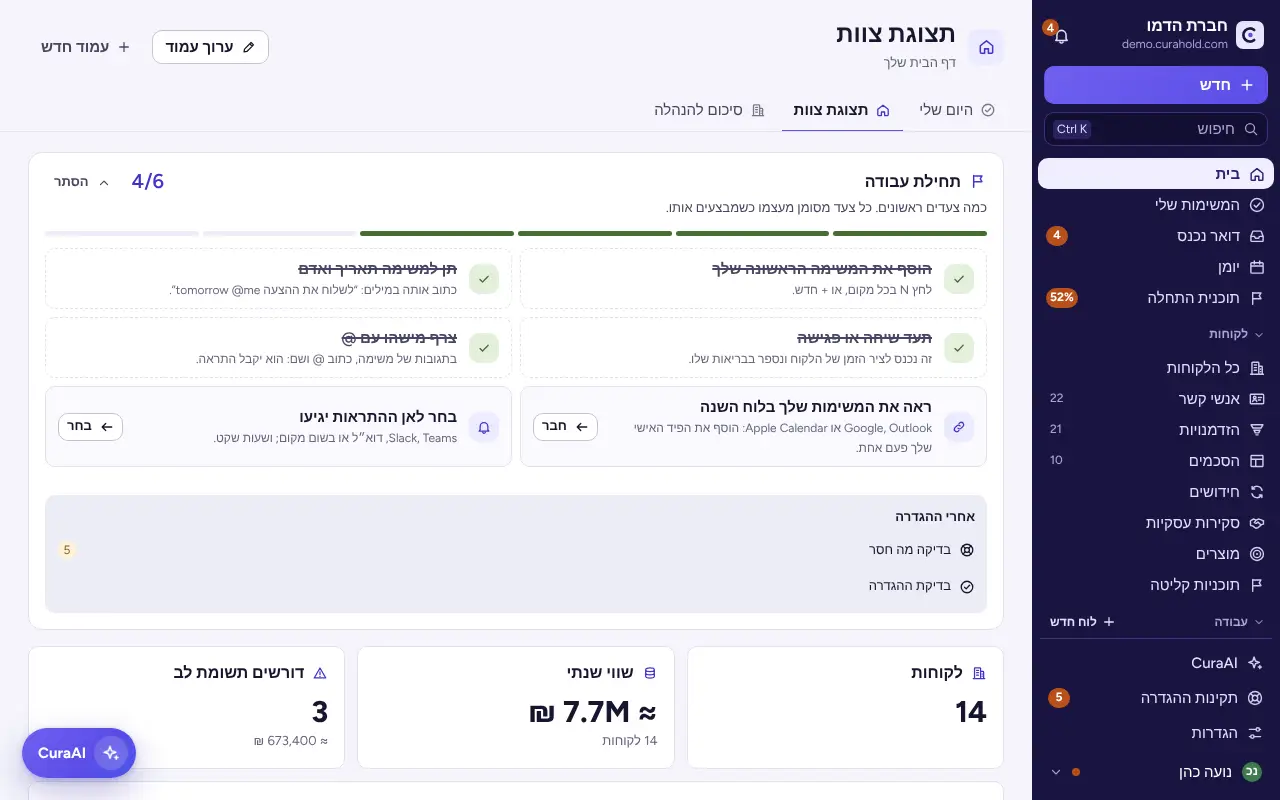 חברת הדמו
demo.curahold.com
4
+ חדש
חיפוש
Ctrl K
בית
המשימות שלי
דואר נכנס
4
יומן
תוכנית התחלה
52%
לקוחות
כל הלקוחות
אנשי קשר
22
הזדמנויות
21
הסכמים
10
חידושים
סקירות עסקיות
מוצרים
תוכניות קליטה
עבודה
+ לוח חדש
CuraAI
תקינות ההגדרה
5
הגדרות
נכ
נועה כהן
תצוגת צוות
דף הבית שלך
ערוך עמוד
+ עמוד חדש
היום שלי
תצוגת צוות
סיכום להנהלה
תחילת עבודה
4/6
הסתר
כמה צעדים ראשונים. כל צעד מסומן מעצמו כשמבצעים אותו.
הוסף את המשימה הראשונה שלך
לחץ N בכל מקום, או + חדש.
תן למשימה תאריך ואדם
כתוב אותה במילים: “לשלוח את ההצעה tomorrow @me”.
תעד שיחה או פגישה
זה נכנס לציר הזמן של הלקוח ונספר בבריאות שלו.
צרף מישהו עם @
בתגובות של משימה, כתוב @ ושם: הוא יקבל התראה.
ראה את המשימות שלך בלוח השנה
Google, Outlook או Apple Calendar: הוסף את הפיד האישי
שלך פעם אחת.
חבר
בחר לאן ההתראות יגיעו
Slack, Teams, דוא״ל או בשום מקום; ושעות שקט.
בחר
אחרי ההגדרה
בדיקה מה חסר
5
בדיקת ההגדרה
לקוחות
14
שווי שנתי
≈ 7.7M ₪
14 לקוחות
דורשים תשומת לב
3
≈ 673,400 ₪
CuraAI